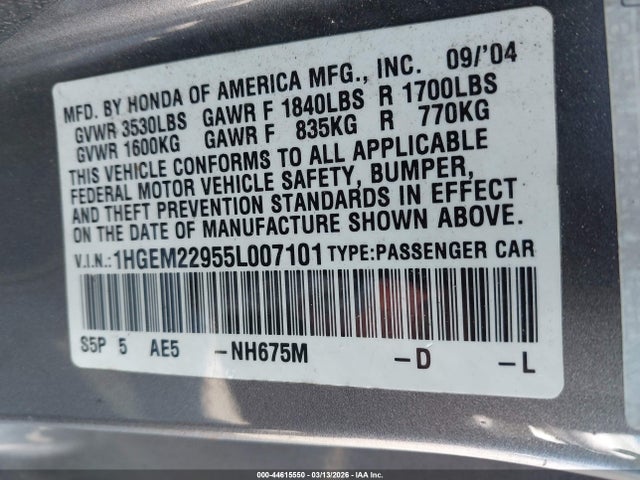 MFD. BY HONDA OF AMERICA MFG., INC. 09/'04
GVWR 3530LBS GAWR F 1840LBS R 1700LBS
GVWR 1600KG GAWR F 835KG R 770KG
THIS VEHICLE CONFORMS TO ALL APPLICABLE
FEDERAL MOTOR VEHICLE SAFETY, BUMPER,
AND THEFT PREVENTION STANDARDS IN EFFECT
ON THE DATE OF MANUFACTURE SHOWN ABOVE.
V.I.N.:1HGEM22955L007101 TYPE:PASSENGER CAR
S5P 5 AE5 -NH675M -D -L
000-44615550 | 03/13/2026 | IAA Inc.